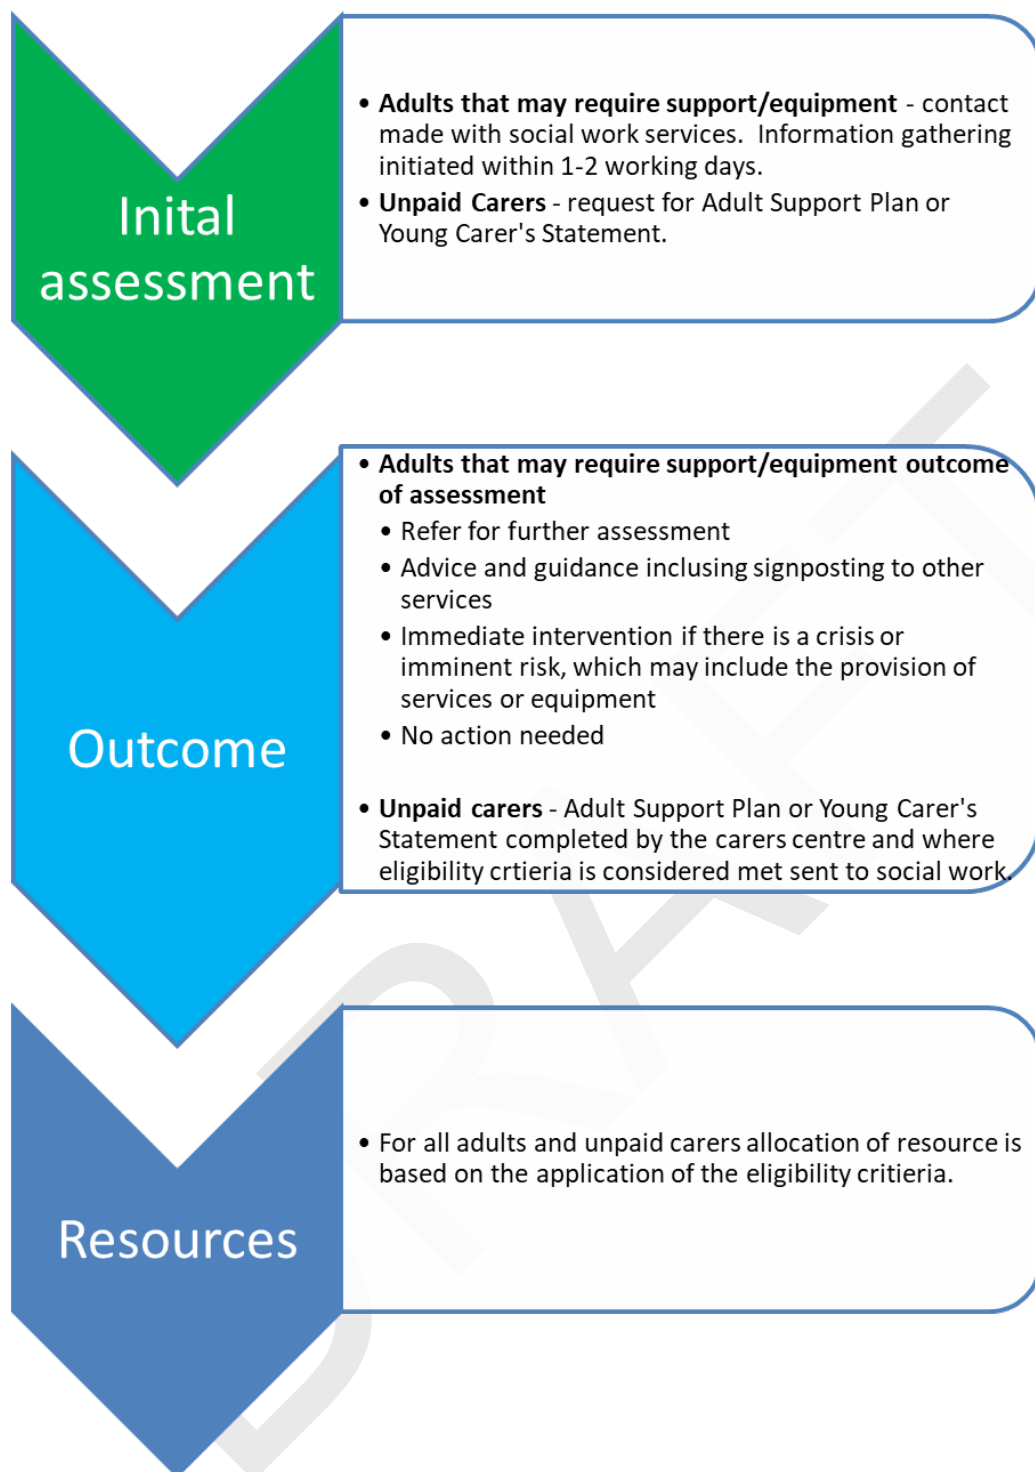 Inital
assessment
• Adults that may require support/equipment - contact
made with social work services.  Information gathering
initiated within 1-2 working days.
• Unpaid Carers - request for Adult Support Plan or
Young Carer's Statement.
Outcome
• Adults that may require support/equipment outcome
of assessment
• Refer for further assessment
• Advice and guidance inclusing signposting to other
services
• Immediate intervention if there is a crisis or
imminent risk, which may include the provision of
services or equipment
• No action needed
• Unpaid carers - Adult Support Plan or Young Carer's
Statement completed by the carers centre and where
eligibility crtieria is considered met sent to social work.
Resources
• For all adults and unpaid carers allocation of resource is
based on the application of the eligibility critieria.
DRAFT